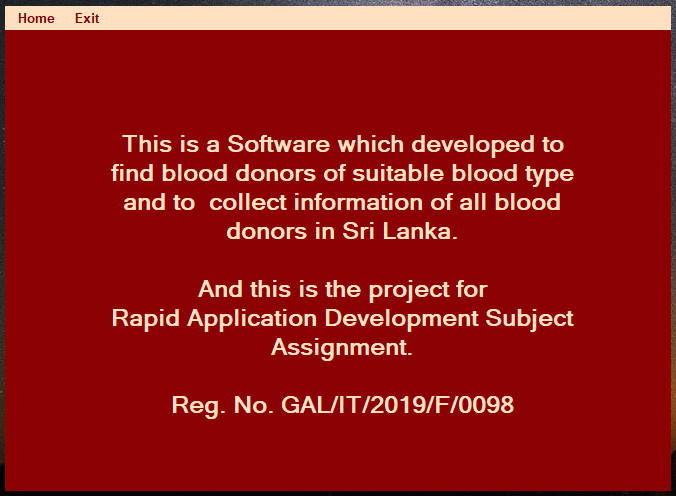 Home Exit
This is a Software which developed to
find blood donors of suitable blood type
and to  collect information of all blood
donors in Sri Lanka.
And this is the project for
Rapid Application Development Subject
Assignment.
Reg. No. GAL/IT/2019/F/0098